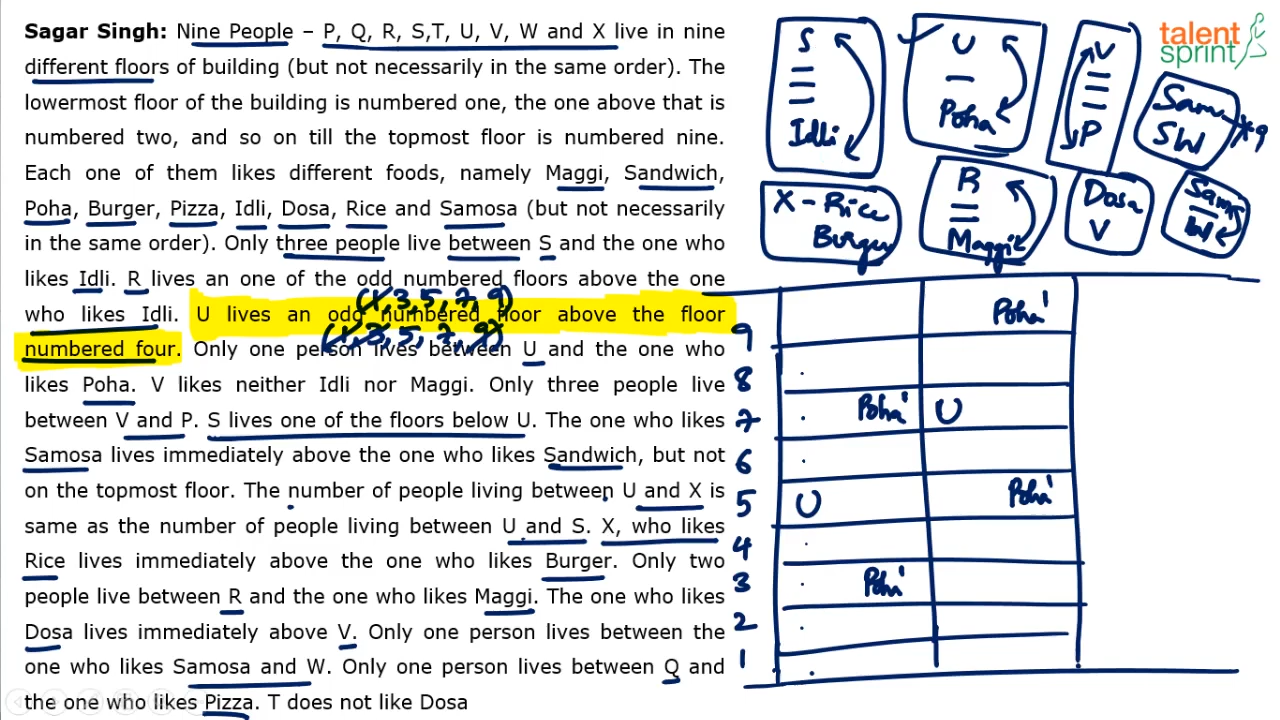 Sagar Singh: Nine People – P, Q, R, S,T, U, V, W and X live in nine
different floors of building (but not necessarily in the same order). The
lowermost floor of the building is numbered one, the one above that is
numbered two, and so on till the topmost floor is numbered nine.
Each one of them likes different foods, namely Maggi, Sandwich,
Poha, Burger, Pizza, Idli, Dosa, Rice and Samosa (but not necessarily
in the same order). Only three people live between S and the one who
likes Idli. R lives an one of the odd numbered floors above the one
(1, 3, 5, 7, 9)
who likes Idli. U lives an odd numbered floor above the floor
(1, 3, 5, 7, 9)
numbered four. Only one person lives between U and the one who
likes Poha. V likes neither Idli nor Maggi. Only three people live
between V and P. S lives one of the floors below U. The one who likes
Samosa lives immediately above the one who likes Sandwich, but not
on the topmost floor. The number of people living between U and X is
same as the number of people living between U and S. X, who likes
Rice lives immediately above the one who likes Burger. Only two
people live between R and the one who likes Maggi. The one who likes
Dosa lives immediately above V. Only one person lives between the
one who likes Samosa and W. Only one person lives between Q and
the one who likes Pizza. T does not like Dosa
talent
sprint
S
Idli
U
Poha
V
P
Sam
SW
9
X - Rice
Burger
R
Maggi
Dosa
V
Sam
W
9 Poha
8
7 Poha U
6
5 U Poha
4
3 Poha
2
1